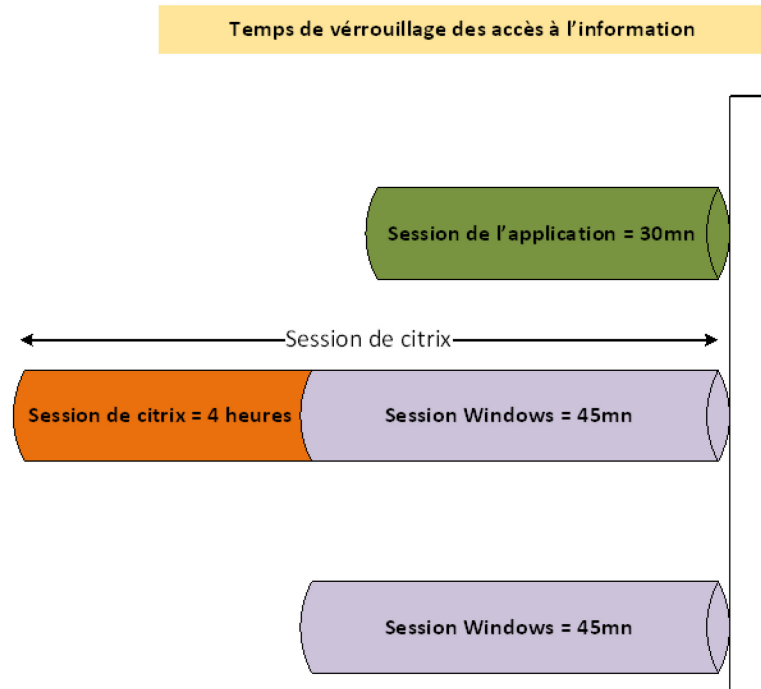 Temps de vérrouillage des accès à l’information
Session de l’application = 30mn
Session de citrix
Session de citrix = 4 heures
Session Windows = 45mn
Session Windows = 45mn